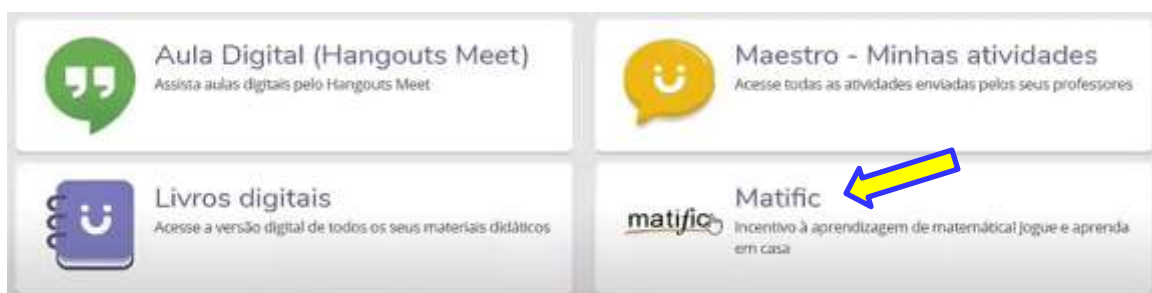 Aula Digital (Hangouts Meet)
Assista aulas digitais pelo Hangouts Meet
Maestro - Minhas atividades
Acesse todas as atividades enviadas pelos seus professores
Livros digitais
Acesse a versão digital de todos os seus materiais didáticos
matific
Matific
Incentivo à aprendizagem de matemática! Jogue e aprenda
em casa